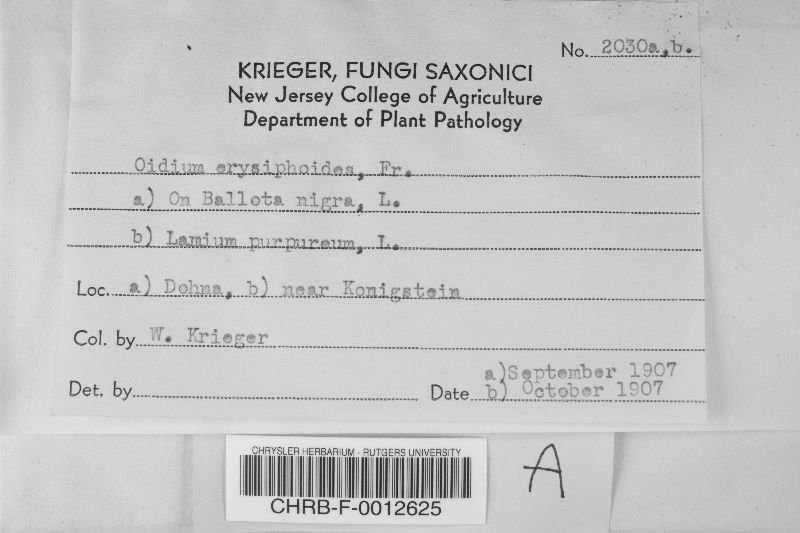 No. 2030a,b.
KRIEGER, FUNGI SAXONICI
New Jersey College of Agriculture
Department of Plant Pathology
Oidium erysiphoides, Fr.
a) On Ballota nigra, L.
b) Lamium purpureum, L.
Loc. a) Dohna, b) near Konigstein
Col. by W. Krieger
a)September 1907
Det. by Date b) October 1907
CHRYSLER HERBARIUM - RUTGERS UNIVERSITY
CHRB-F-0012625
A